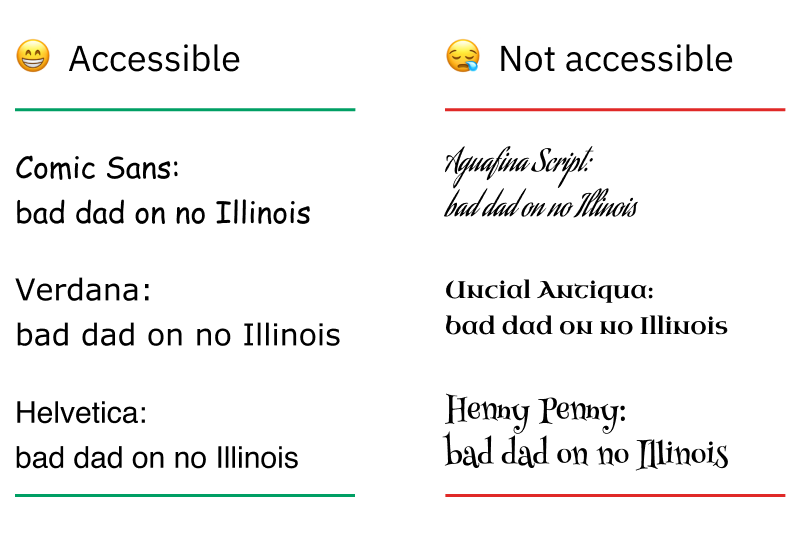 😁 Accessible
Comic Sans:
bad dad on no Illinois
Verdana:
bad dad on no Illinois
Helvetica:
bad dad on no Illinois
😪 Not accessible
Aguafina Script:
bad dad on no Illinois
Uncial Antiqua:
bad dad on no Illinois
Henny Penny:
bad dad on no Illinois